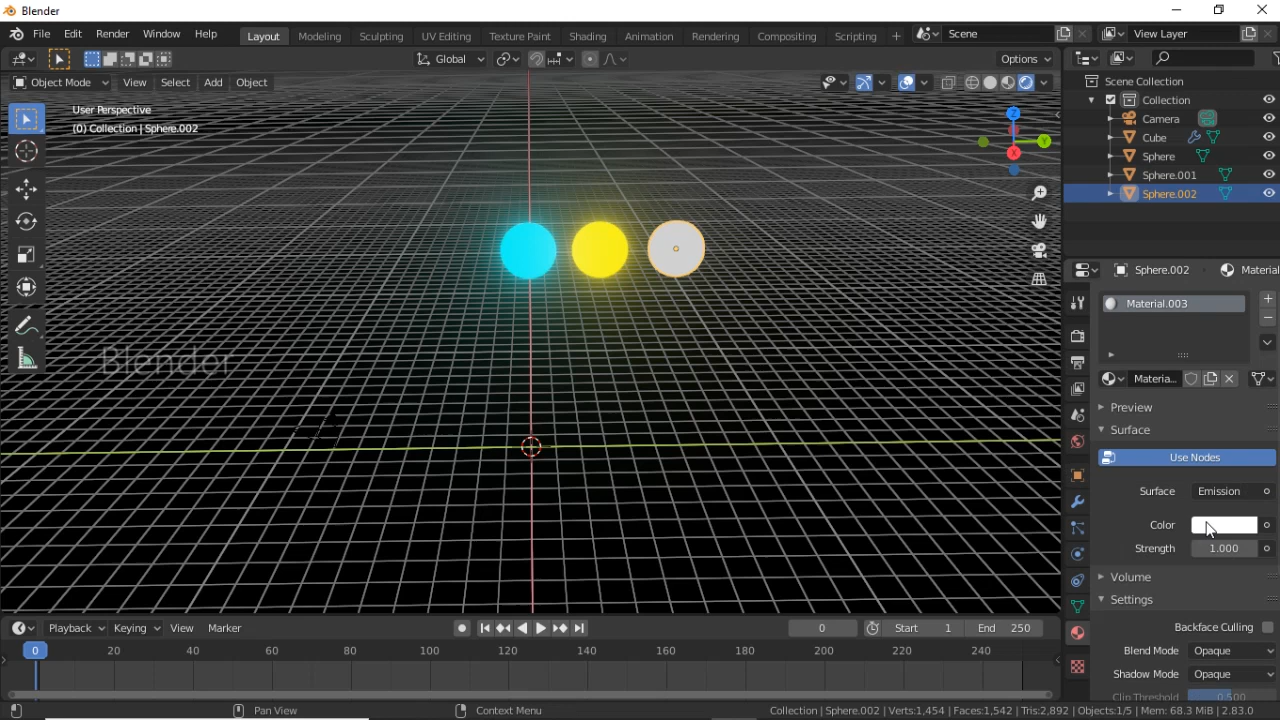 Blender
File Edit Render Window Help Layout Modeling Sculpting UV Editing Texture Paint Shading Animation Rendering Compositing Scripting + Scene View Layer
Global Options
Object Mode View Select Add Object
User Perspective
(0) Collection | Sphere.002
Z
Y
X
Blender
Scene Collection
Collection
Camera
Cube
Sphere
Sphere.001
Sphere.002
Sphere.002 Material
Material.003
Materia...
Preview
Surface
Use Nodes
Surface Emission
Color
Strength 1.000
Volume
Settings
Backface Culling
Blend Mode Opaque
Shadow Mode Opaque
Clip Threshold 0.500
Playback Keying View Marker 0 Start 1 End 250
0 20 40 60 80 100 120 140 160 180 200 220 240
Pan View Context Menu Collection | Sphere.002 | Verts:1,454 | Faces:1,542 | Tris:2,892 | Objects:1/5 | Mem: 68.3 MiB | 2.83.0